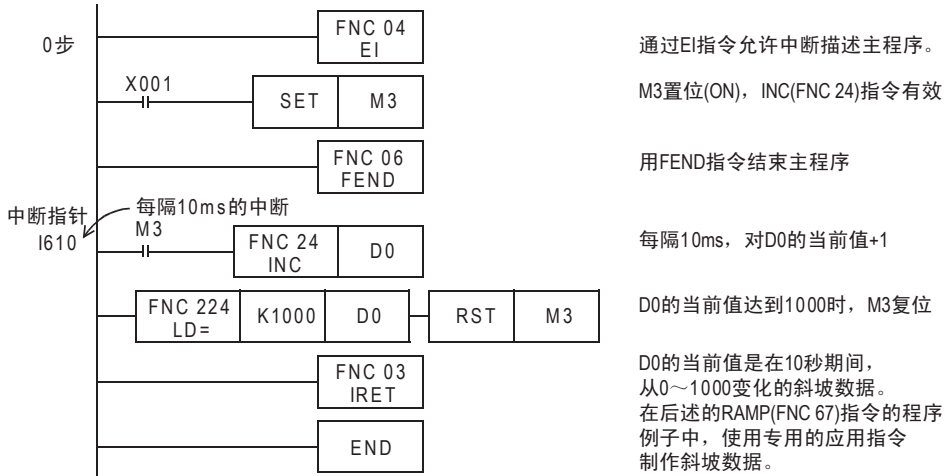 0步
FNC 04
EI
通过EI指令允许中断描述主程序。
X001
SET
M3
M3置位(ON)，INC(FNC 24)指令有效
FNC 06
FEND
用FEND指令结束主程序
中断指针
I610
每隔10ms的中断
M3
FNC 24
INC
D0
每隔10ms，对D0的当前值+1
FNC 224
LD=
K1000
D0
RST
M3
D0的当前值达到1000时，M3复位
FNC 03
IRET
D0的当前值是在10秒期间，
从0～1000变化的斜坡数据。
在后述的RAMP(FNC 67)指令的程序
例子中，使用专用的应用指令
制作斜坡数据。
END